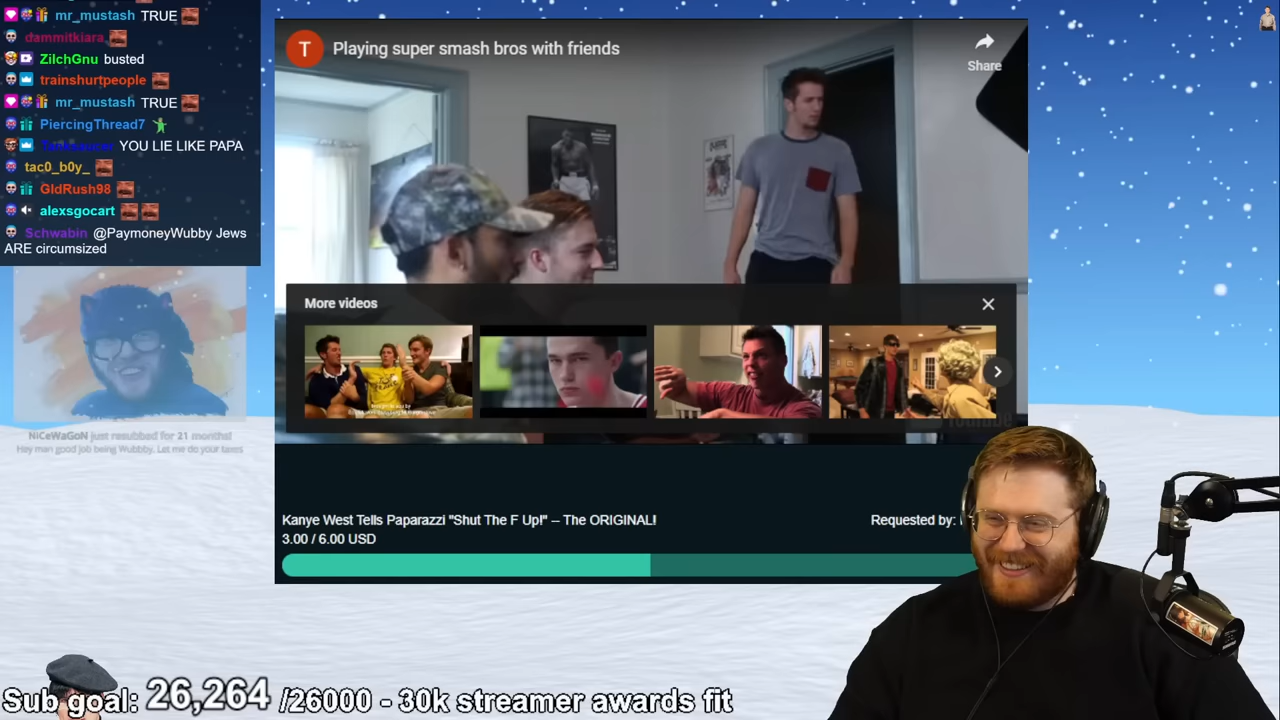 mr_mustash TRUE
dammitkiara
ZilchGnu busted
trainshurtpeople
mr_mustash TRUE
PiercingThread7
YOU LIE LIKE PAPA
tac0_b0y_
GldRush98
alexsgocart
Schwabin @PaymoneyWubby Jews
ARE circumsized
NiCeWaGoN just resubbed for 21 months!
Hey man good job being Wubbby. Let me do your taxes
T
Playing super smash bros with friends
Share
More videos
YouTube
Kanye West Tells Paparazzi "Shut The F Up!" – The ORIGINAL!
Requested by:
3.00 / 6.00 USD
Sub goal: 26,264 /26000 - 30k streamer awards fit